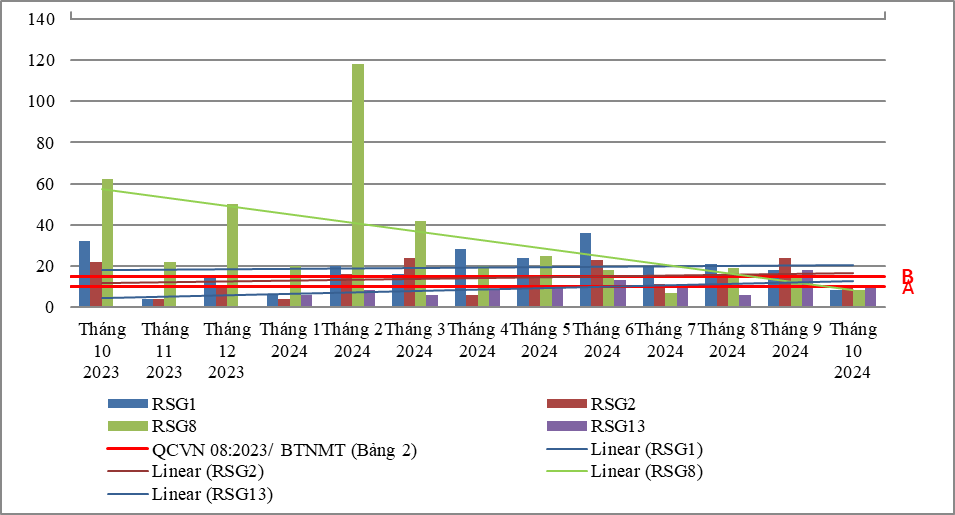 140
120
100
80
60
40
20
0
B
A
Tháng 10 2023
Tháng 11 2023
Tháng 12 2023
Tháng 1 2024
Tháng 2 2024
Tháng 3 2024
Tháng 4 2024
Tháng 5 2024
Tháng 6 2024
Tháng 7 2024
Tháng 8 2024
Tháng 9 2024
Tháng 10 2024
RSG1
RSG2
RSG8
RSG13
QCVN 08:2023/ BTNMT (Bảng 2)
Linear (RSG1)
Linear (RSG2)
Linear (RSG8)
Linear (RSG13)